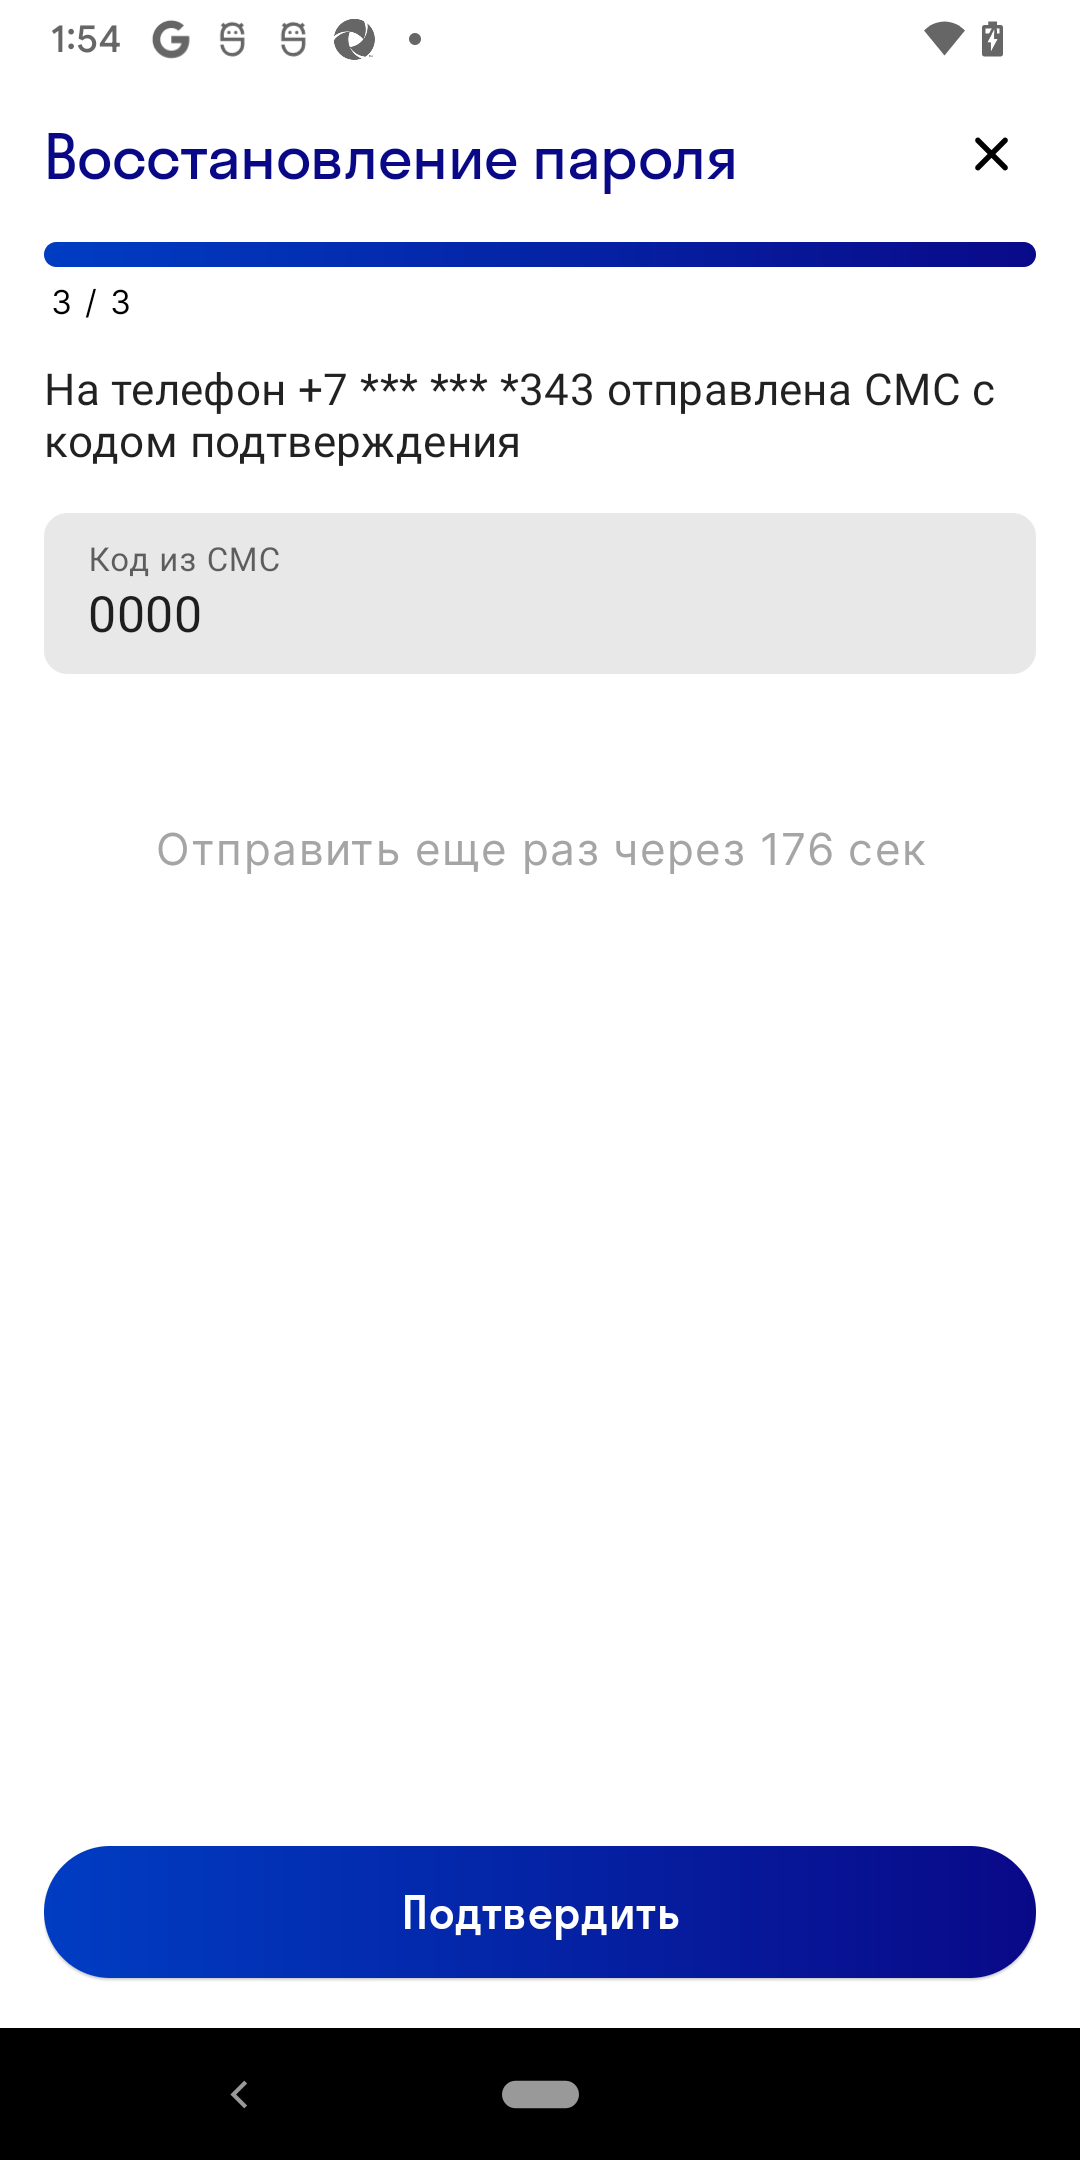 1:54
Восстановление пароля
3 / 3
На телефон +7 *** *** *343 отправлена СМС с
кодом подтверждения
Код из СМС
0000
Отправить еще раз через 176 сек
Подтвердить